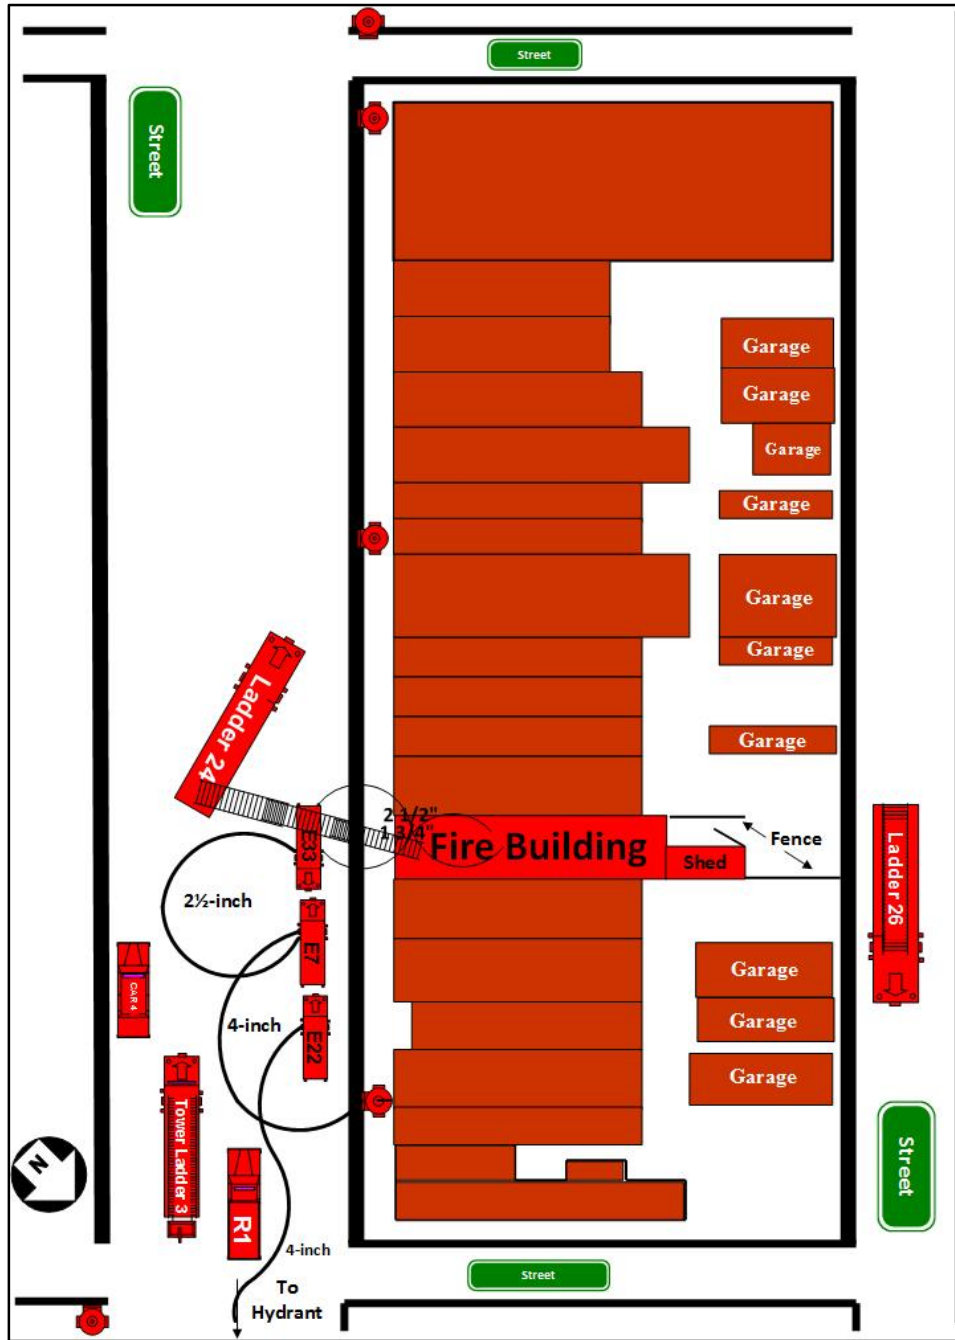 Street
Street
Garage
Garage
Garage
Garage
Garage
Garage
Ladder 24
Garage
2 1/2"
1 3/4"
E33
Fire Building
Shed
Fence
Ladder 26
2½-inch
E7
CAR 4
4-inch
E22
Garage
Garage
Garage
Tower Ladder 3
N
R1
Street
4-inch
To
Hydrant
Street